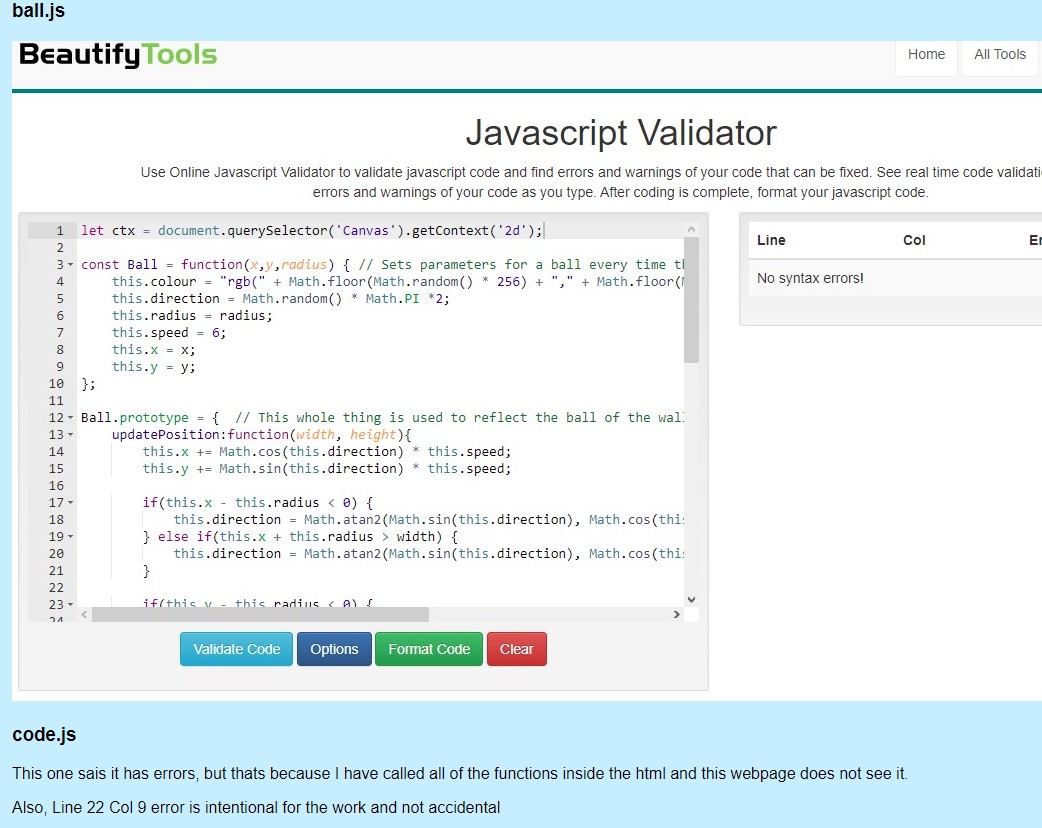 ball.js
BeautifyTools
Home All Tools
Javascript Validator
Use Online Javascript Validator to validate javascript code and find errors and warnings of your code that can be fixed. See real time code validati
errors and warnings of your code as you type. After coding is complete, format your javascript code.
1 let ctx = document.querySelector('Canvas').getContext('2d');
2
3 const Ball = function(x,y,radius) { // Sets parameters for a ball every time t
4 this.colour = "rgb(" + Math.floor(Math.random() * 256) + "," + Math.floor(
5 this.direction = Math.random() * Math.PI *2;
6 this.radius = radius;
7 this.speed = 6;
8 this.x = x;
9 this.y = y;
10 };
11
12 Ball.prototype = { // This whole thing is used to reflect the ball of the wal
13 updatePosition:function(width, height){
14 this.x += Math.cos(this.direction) * this.speed;
15 this.y += Math.sin(this.direction) * this.speed;
16
17 if(this.x - this.radius < 0) {
18 this.direction = Math.atan2(Math.sin(this.direction), Math.cos(thi
19 } else if(this.x + this.radius > width) {
20 this.direction = Math.atan2(Math.sin(this.direction), Math.cos(thi
21 }
22
23 if(this.y - this.radius < 0) {
24
Line Col Er
No syntax errors!
Validate Code Options Format Code Clear
code.js
This one sais it has errors, but thats because I have called all of the functions inside the html and this webpage does not see it.
Also, Line 22 Col 9 error is intentional for the work and not accidental